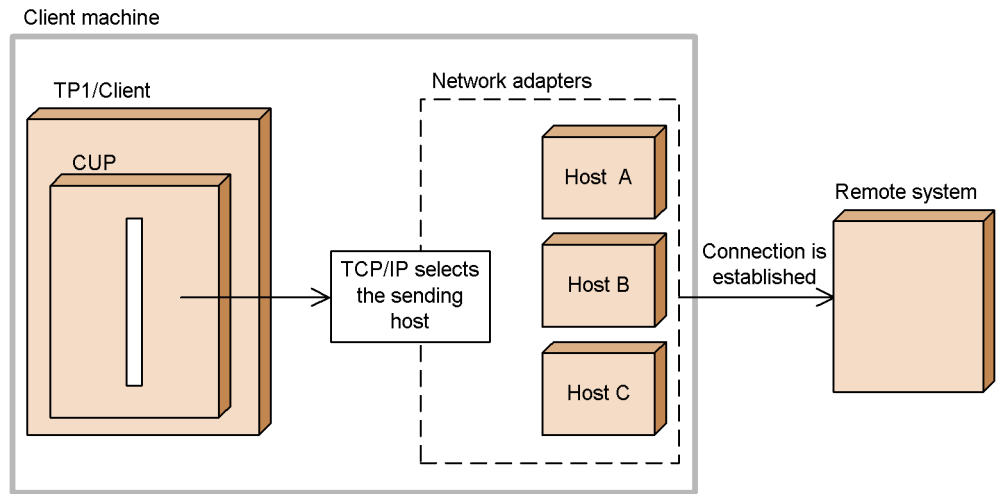 Client machine
TP1/Client
CUP
TCP/IP selects
the sending
host
Network adapters
Host A
Host B
Host C
Connection is
established
Remote system